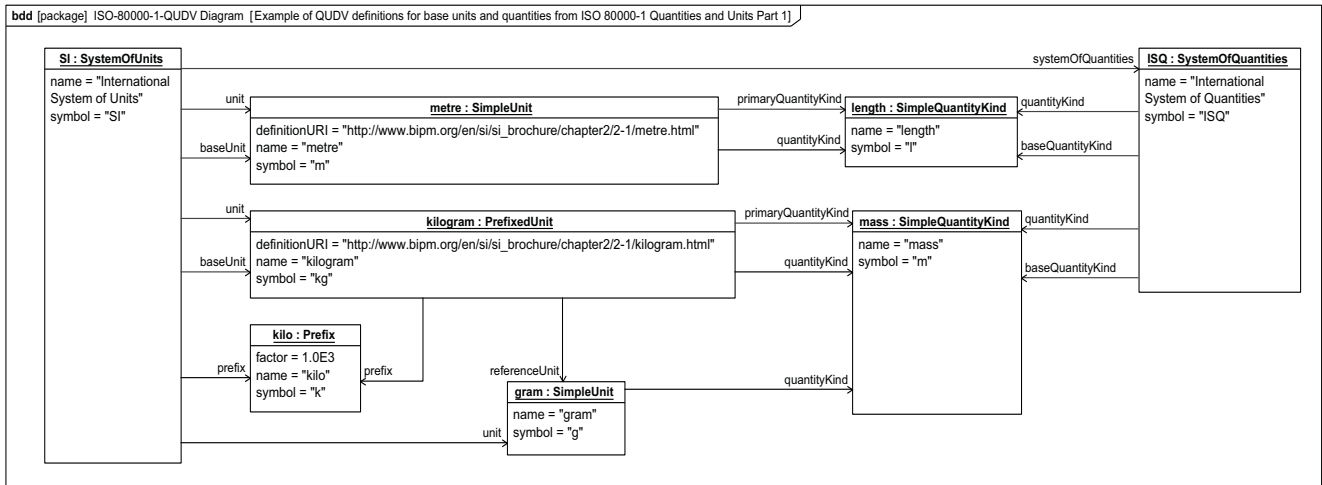 bdd [package] ISO-80000-1-QUDV Diagram [Example of QUDV definitions for base units and quantities from ISO 80000-1 Quantities and Units Part 1]
SI : SystemOfUnits
name = "International
System of Units"
symbol = "SI"
systemOfQuantities
ISQ : SystemOfQuantities
name = "International
System of Quantities"
symbol = "ISQ"
unit
baseUnit
metre : SimpleUnit
definitionURI = "http://www.bipm.org/en/si/si_brochure/chapter2/2-1/metre.html"
name = "metre"
symbol = "m"
primaryQuantityKind
quantityKind
length : SimpleQuantityKind
name = "length"
symbol = "l"
quantityKind
baseQuantityKind
unit
baseUnit
kilogram : PrefixedUnit
definitionURI = "http://www.bipm.org/en/si/si_brochure/chapter2/2-1/kilogram.html"
name = "kilogram"
symbol = "kg"
primaryQuantityKind
quantityKind
mass : SimpleQuantityKind
name = "mass"
symbol = "m"
quantityKind
baseQuantityKind
prefix
kilo : Prefix
factor = 1.0E3
name = "kilo"
symbol = "k"
prefix
referenceUnit
unit
gram : SimpleUnit
name = "gram"
symbol = "g"
quantityKind